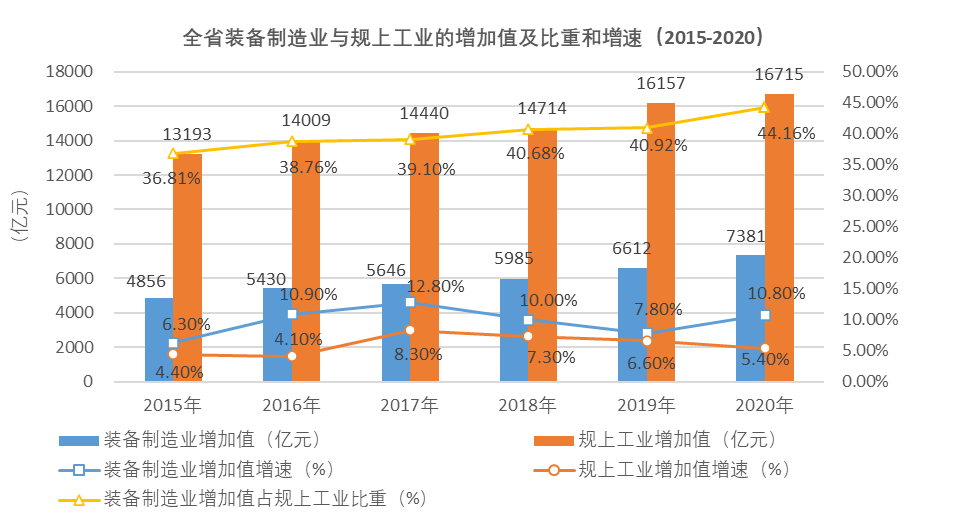 全省装备制造业与规上工业的增加值及比重和增速（2015-2020）
18000 50.00%
16000 45.00%
14000 40.00%
12000 35.00%
10000 30.00%
8000 25.00%
6000 20.00%
4000 15.00%
2000 10.00%
0 5.00%
0.00%
（亿元）
13193 14009 14440 14714 16157 16715
36.81% 38.76% 39.10% 40.68% 40.92% 44.16%
4856 5430 5646 5985 6612 7381
6.30% 10.90% 12.80% 10.00% 7.80% 10.80%
4.40% 4.10% 8.30% 7.30% 6.60% 5.40%
2015年 2016年 2017年 2018年 2019年 2020年
装备制造业增加值（亿元） 规上工业增加值（亿元）
装备制造业增加值增速（%） 规上工业增加值增速（%）
装备制造业增加值占规上工业比重（%）